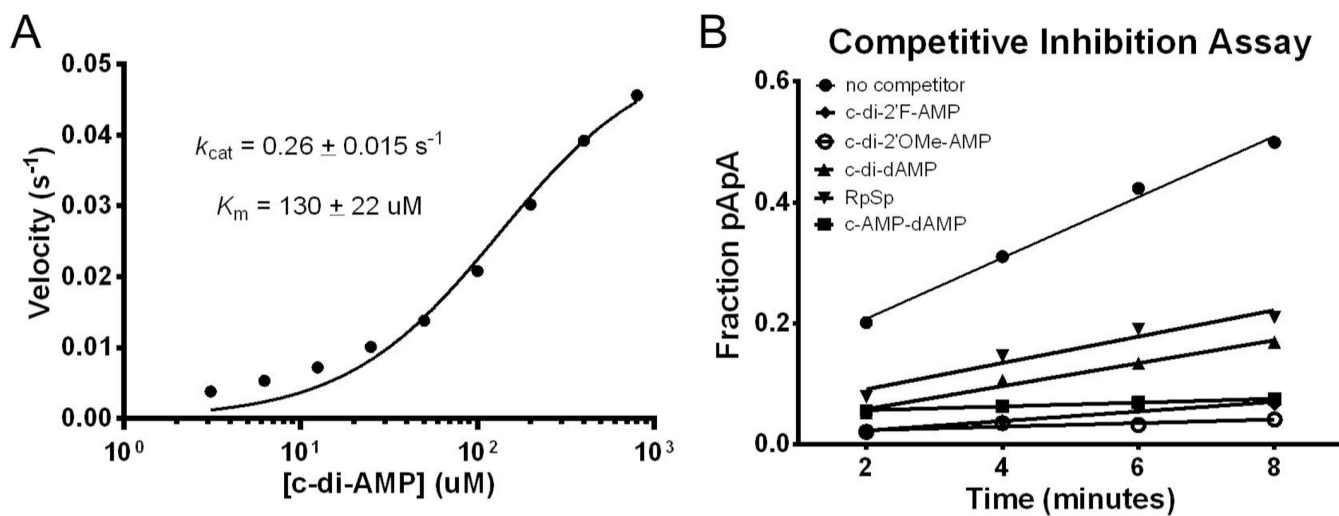 A
0.05
0.04
0.03
0.02
0.01
0.00
Velocity (s-1)
kcat = 0.26 ± 0.015 s-1
Km = 130 ± 22 uM
10⁰
10¹
10²
10³
[c-di-AMP] (uM)
B
Competitive Inhibition Assay
0.6
0.4
0.2
0.0
Fraction pApA
no competitor
c-di-2'F-AMP
c-di-2'OMe-AMP
c-di-dAMP
RpSp
c-AMP-dAMP
2
4
6
8
Time (minutes)